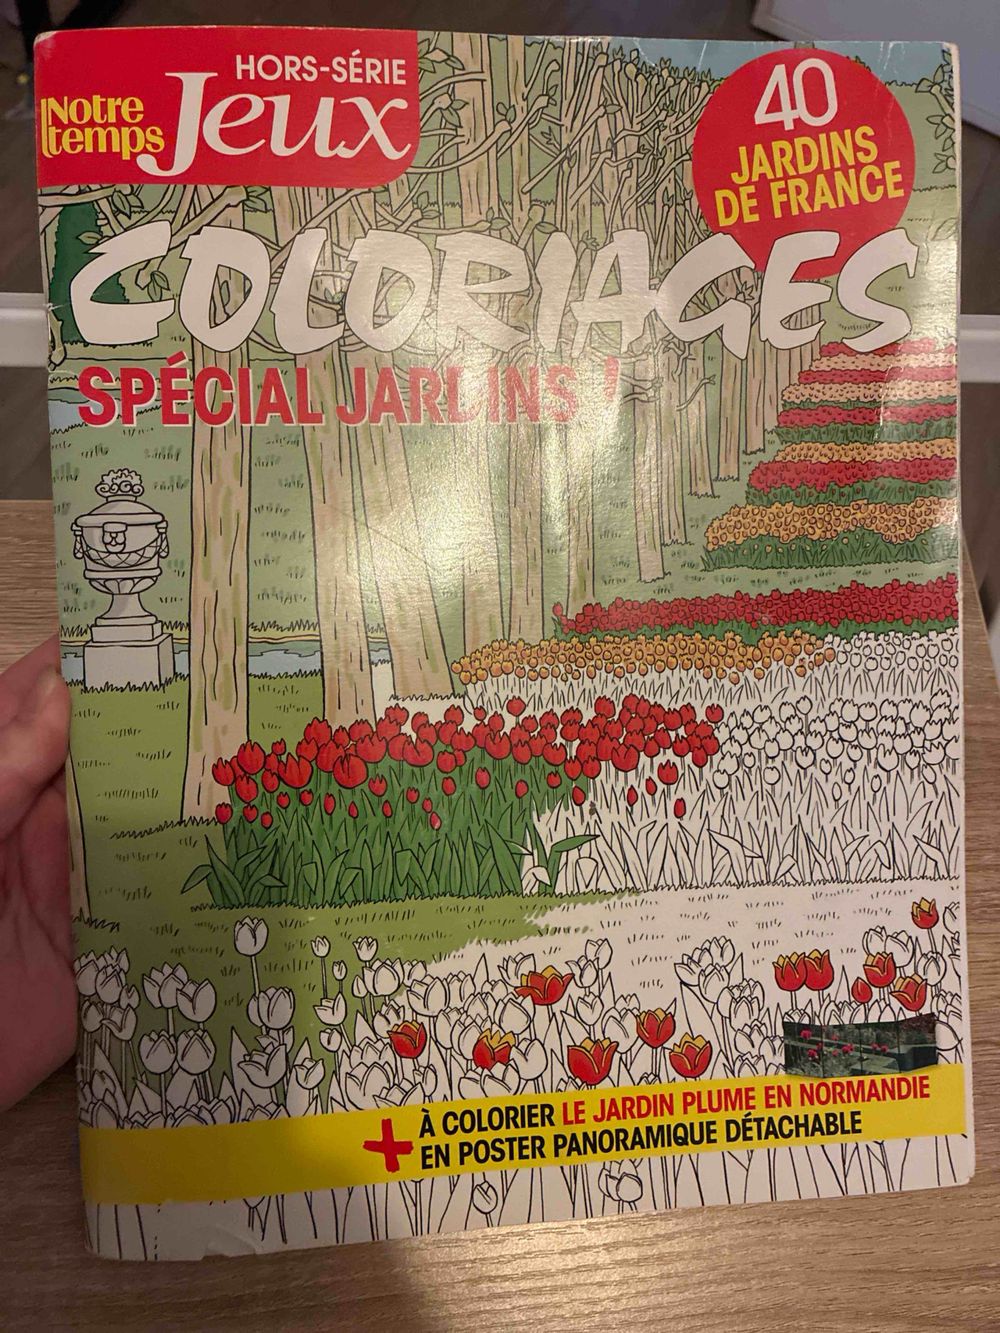 Notre
temps
HORS-SÉRIE
Jeux
40
JARDINS
DE FRANCE
COLORIAGES
SPÉCIAL JARDINS !
+ À COLORIER LE JARDIN PLUME EN NORMANDIE
EN POSTER PANORAMIQUE DÉTACHABLE